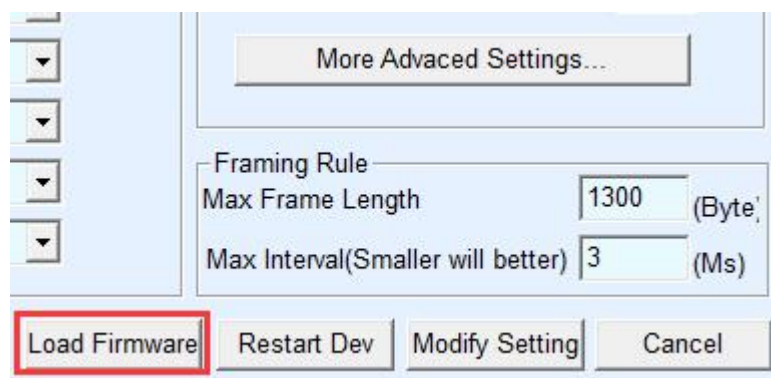 More Advaced Settings...
Framing Rule
Max Frame Length 1300 (Byte)
Max Interval(Smaller will better) 3 (Ms)
Load Firmware Restart Dev Modify Setting Cancel